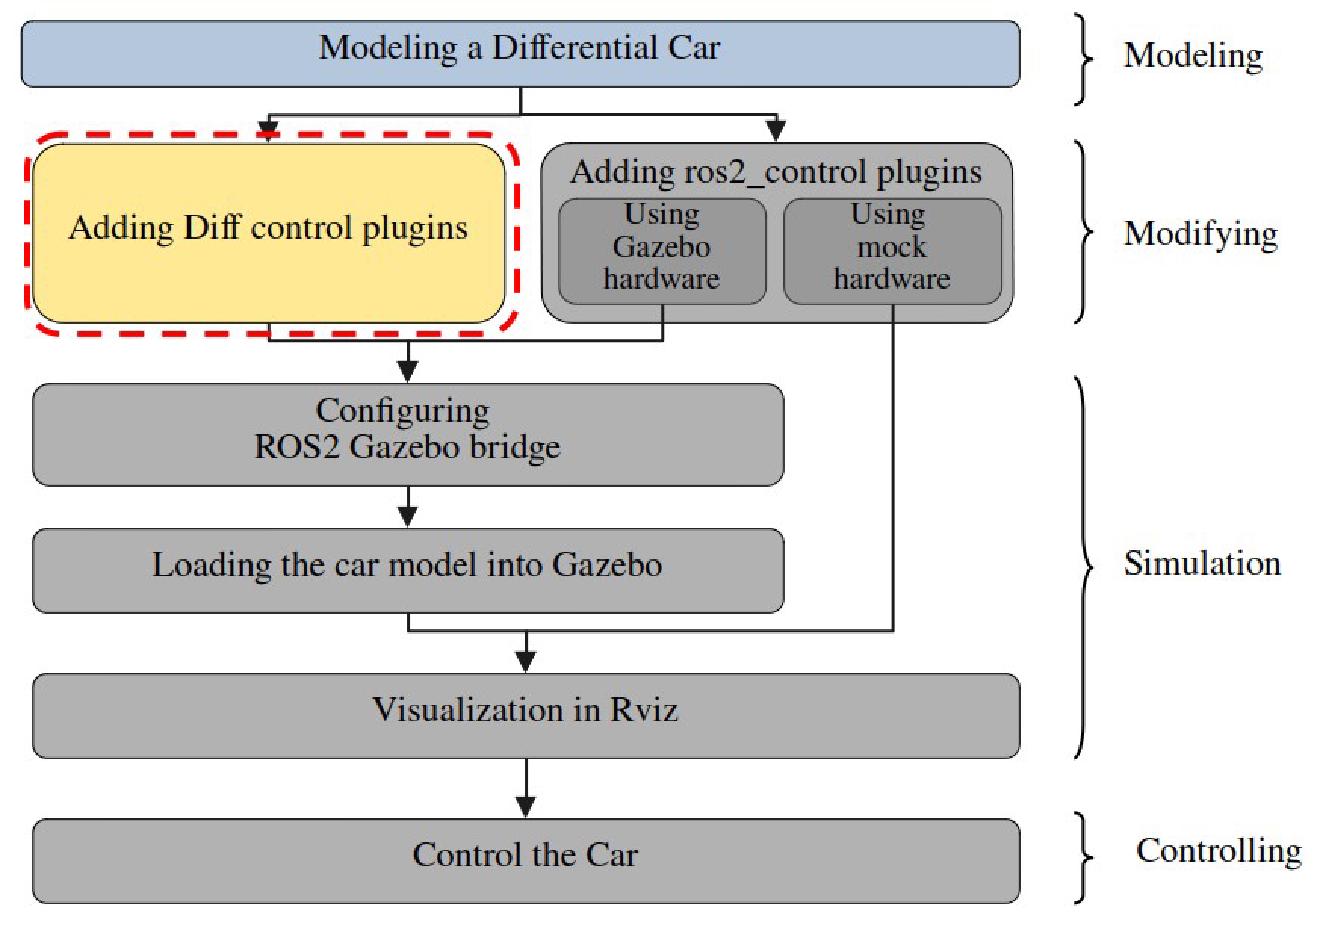 Modeling a Differential Car
Modeling
Adding Diff control plugins
Adding ros2_control plugins
Using
Gazebo
hardware
Using
mock
hardware
Modifying
Configuring
ROS2 Gazebo bridge
Loading the car model into Gazebo
Simulation
Visualization in Rviz
Control the Car
Controlling